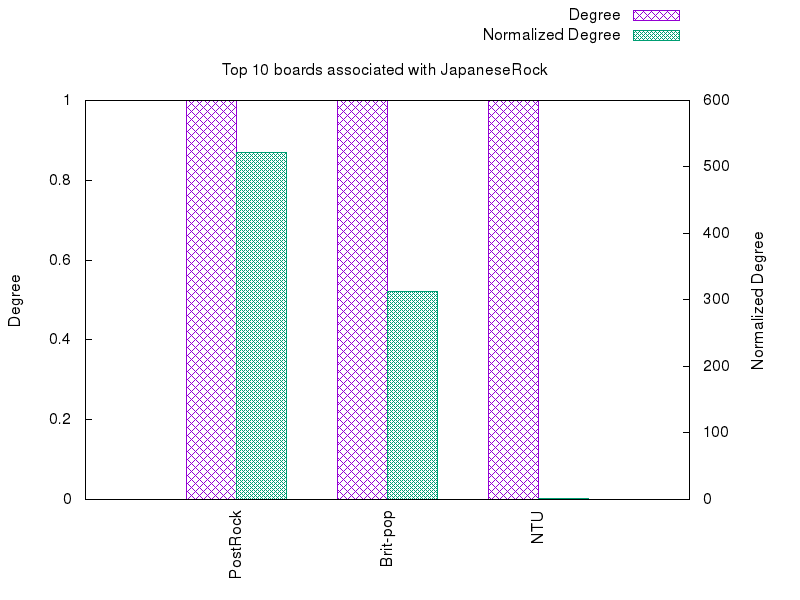 Degree
Normalized Degree
Top 10 boards associated with JapaneseRock
1
0.8
0.6
0.4
0.2
0
600
500
400
300
200
100
0
Degree
Normalized Degree
PostRock
Brit-pop
NTU